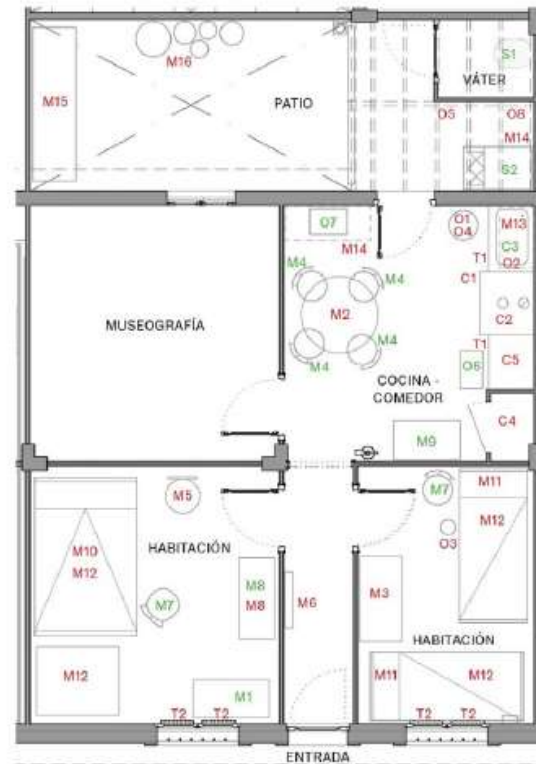 S1
VÁTER
M16
M15
PATIO
O5
O8
M14
S2
O7
O1
O4
M13
C3
O2
M14
T1
C1
M4
M4
M2
C2
MUSEOGRAFÍA
T1
M4
M4
O6
C5
COCINA -
COMEDOR
C4
M9
M5
M7
M11
M10
M12
HABITACIÓN
M12
O3
M7
M8
M8
M6
M3
HABITACIÓN
M12
M1
M11
M12
T2
T2
T2
T2
ENTRADA